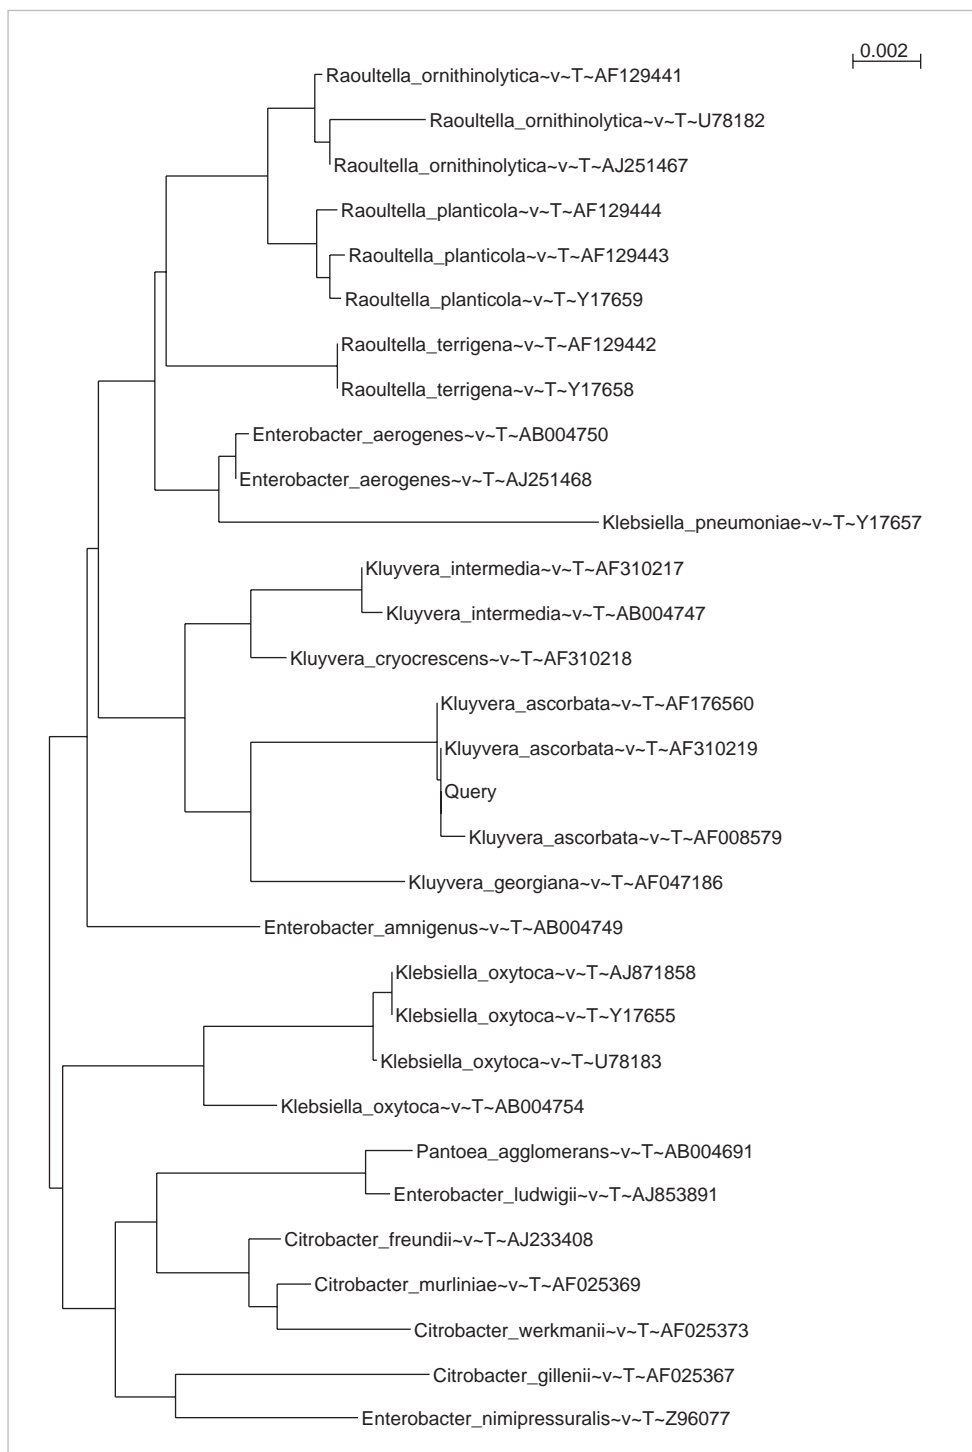 0.002
Raoultella_ornithinolytica~v~T~AF129441
Raoultella_ornithinolytica~v~T~U78182
Raoultella_ornithinolytica~v~T~AJ251467
Raoultella_planticola~v~T~AF129444
Raoultella_planticola~v~T~AF129443
Raoultella_planticola~v~T~Y17659
Raoultella_terrigena~v~T~AF129442
Raoultella_terrigena~v~T~Y17658
Enterobacter_aerogenes~v~T~AB004750
Enterobacter_aerogenes~v~T~AJ251468
Klebsiella_pneumoniae~v~T~Y17657
Kluyvera_intermedia~v~T~AF310217
Kluyvera_intermedia~v~T~AB004747
Kluyvera_cryocrescens~v~T~AF310218
Kluyvera_ascorbata~v~T~AF176560
Kluyvera_ascorbata~v~T~AF310219
Query
Kluyvera_ascorbata~v~T~AF008579
Kluyvera_georgiana~v~T~AF047186
Enterobacter_amnigenus~v~T~AB004749
Klebsiella_oxytoca~v~T~AJ871858
Klebsiella_oxytoca~v~T~Y17655
Klebsiella_oxytoca~v~T~U78183
Klebsiella_oxytoca~v~T~AB004754
Pantoea_agglomerans~v~T~AB004691
Enterobacter_ludwigii~v~T~AJ853891
Citrobacter_freundii~v~T~AJ233408
Citrobacter_murliniae~v~T~AF025369
Citrobacter_werkmanii~v~T~AF025373
Citrobacter_gillenii~v~T~AF025367
Enterobacter_nimipressuralis~v~T~Z96077